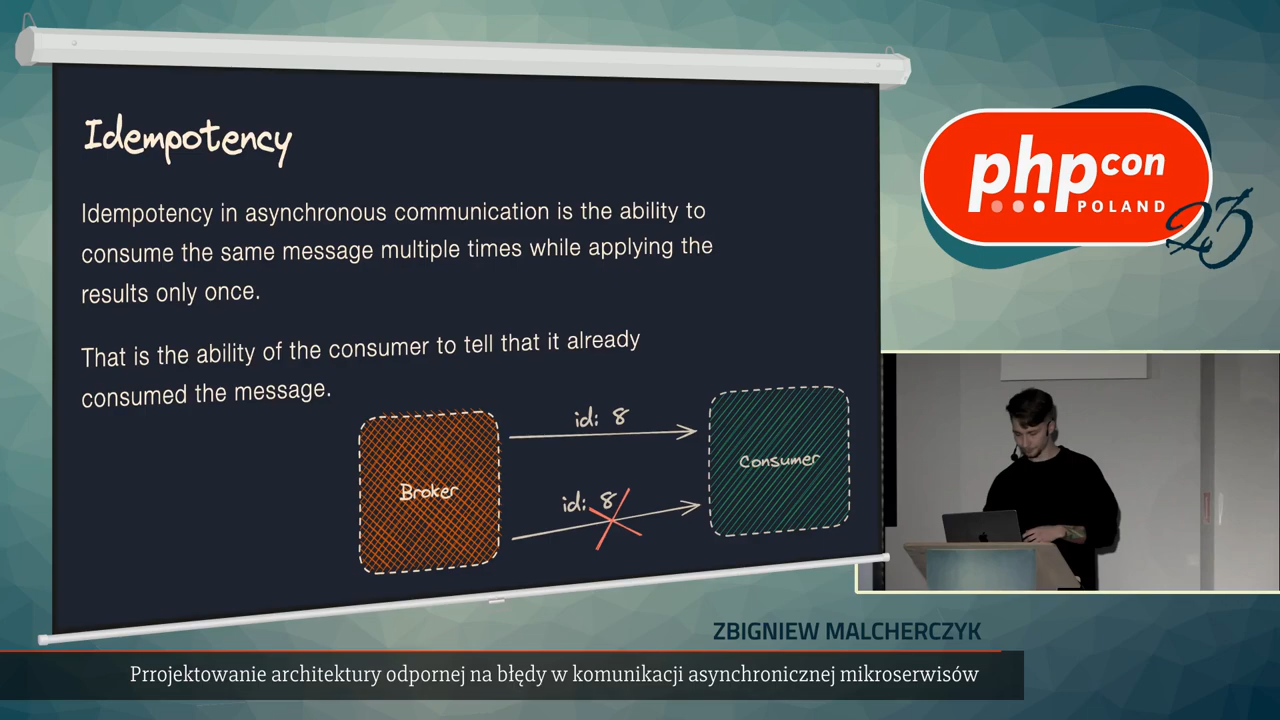 Idempotency
Idempotency in asynchronous communication is the ability to
consume the same message multiple times while applying the
results only once.
That is the ability of the consumer to tell that it already
consumed the message.
id: 8
Broker
Consumer
id: 8
phpcon
POLAND
23
ZBIGNIEW MALCHERCZYK
Prrojektowanie architektury odpornej na błędy w komunikacji asynchronicznej mikroserwisów